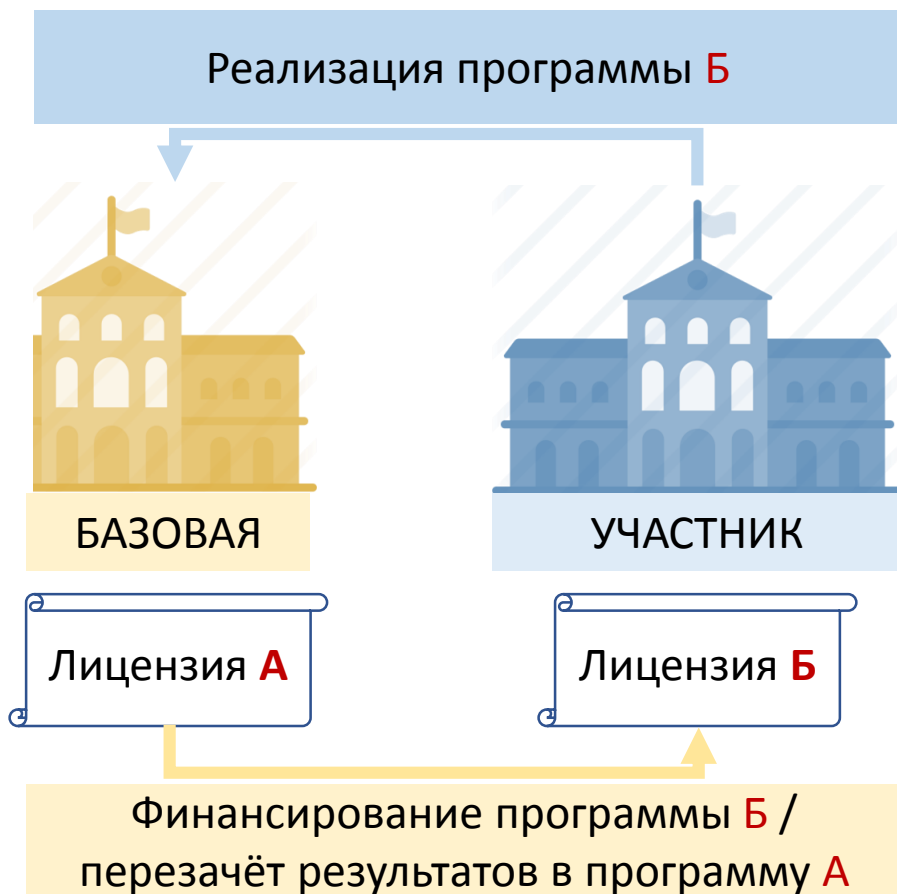 Реализация программы Б
БАЗОВАЯ
УЧАСТНИК
Лицензия А
Лицензия Б
Финансирование программы Б /
перезачёт результатов в программу А